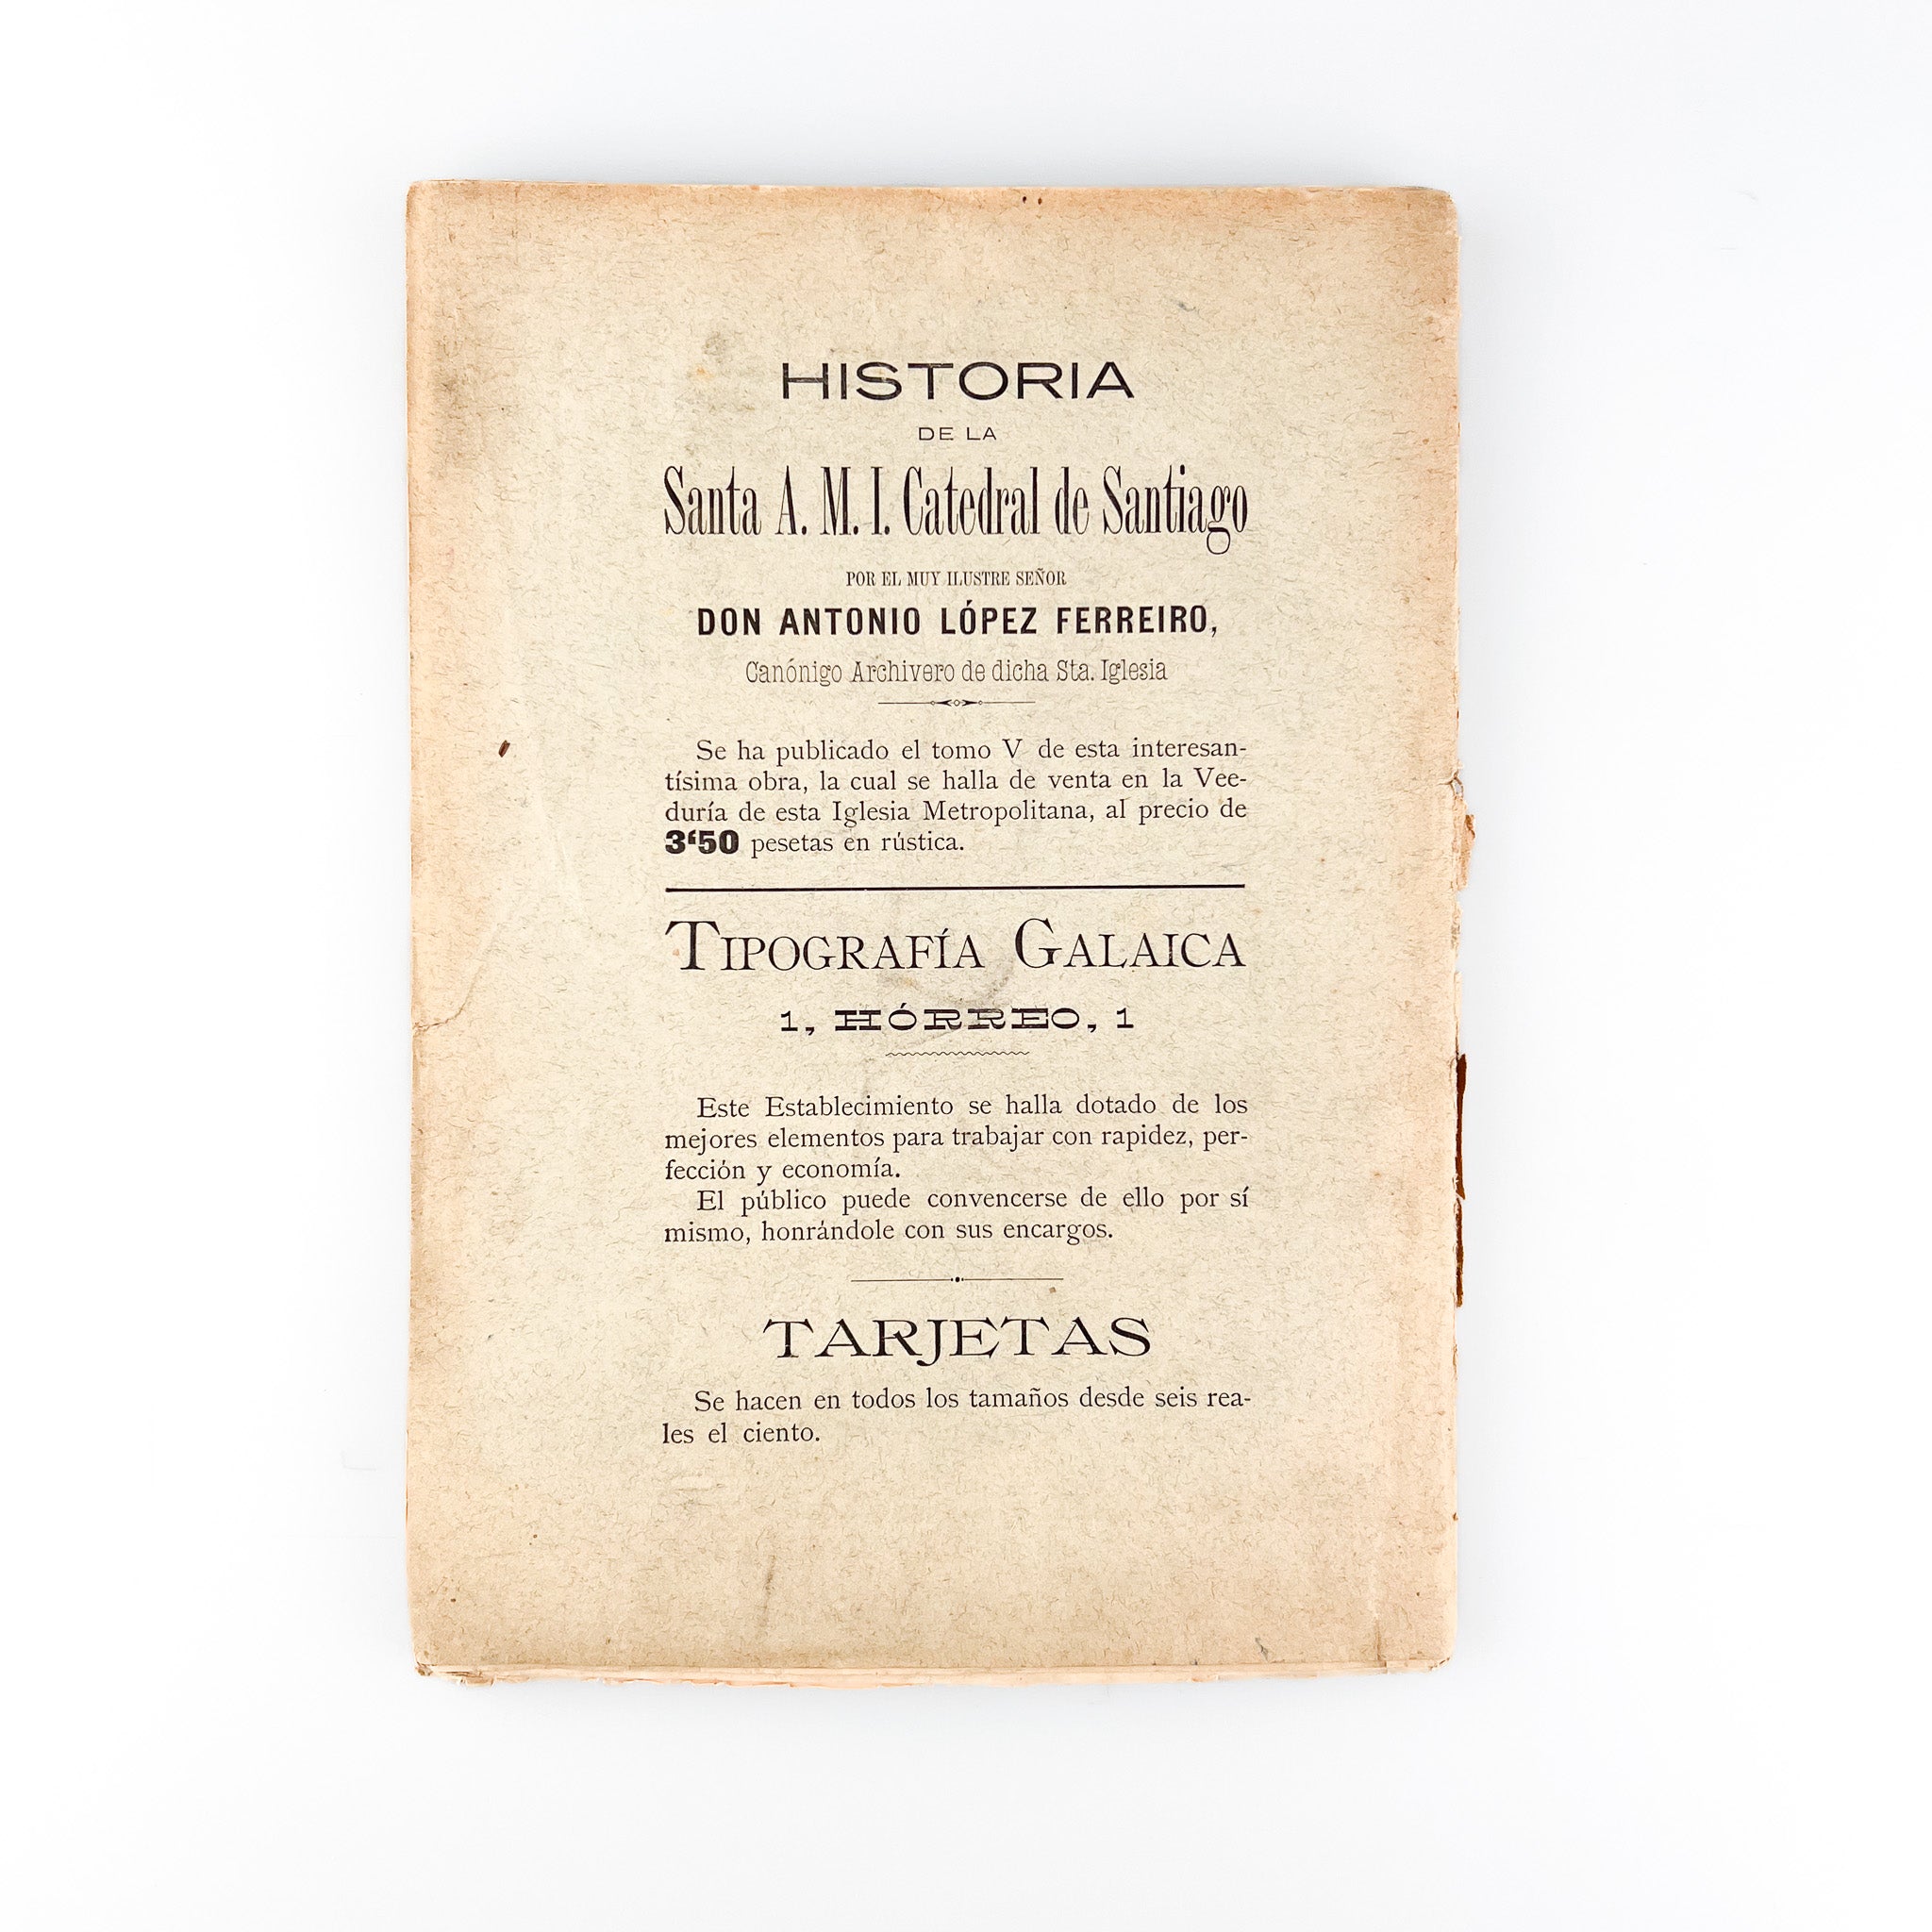 HISTORIA
DE LA
Santa A. M. I. Catedral de Santiago
POR EL MUY ILUSTRE SEÑOR
DON ANTONIO LÓPEZ FERREIRO,
Canónigo Archivero de dicha Sta. Iglesia
Se ha publicado el tomo V de esta interesan-
tísima obra, la cual se halla de venta en la Vee-
duría de esta Iglesia Metropolitana, al precio de
3‘50 pesetas en rústica.
TIPOGRAFÍA GALAICA
1, HÓRREO, 1
Este Establecimiento se halla dotado de los
mejores elementos para trabajar con rapidez, per-
fección y economía.
El público puede convencerse de ello por sí
mismo, honrándole con sus encargos.
TARJETAS
Se hacen en todos los tamaños desde seis rea-
les el ciento.